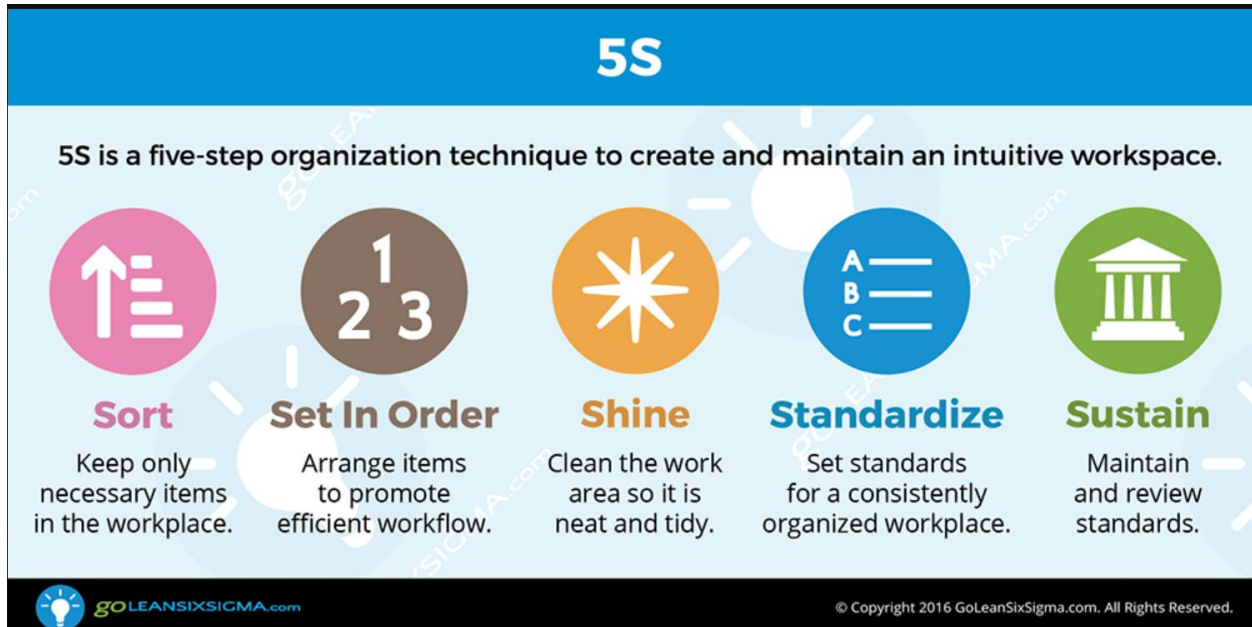 5S
5S is a five-step organization technique to create and maintain an intuitive workspace.
1
2 3
A
B
C
Sort
Keep only
necessary items
in the workplace.
Set In Order
Arrange items
to promote
efficient workflow.
Shine
Clean the work
area so it is
neat and tidy.
Standardize
Set standards
for a consistently
organized workplace.
Sustain
Maintain
and review
standards.
goLEANSIXSIGMA.com
© Copyright 2016 GoLeanSixSigma.com. All Rights Reserved.